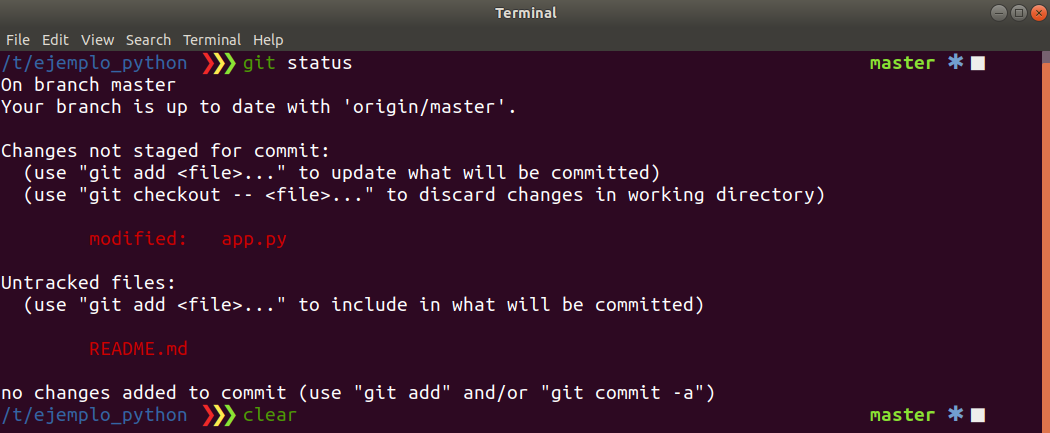 Terminal
File Edit View Search Terminal Help
/t/ejemplo_python ❯❯❯ git status master ✱ ◼
On branch master
Your branch is up to date with 'origin/master'.
Changes not staged for commit:
(use "git add <file>..." to update what will be committed)
(use "git checkout -- <file>..." to discard changes in working directory)
modified: app.py
Untracked files:
(use "git add <file>..." to include in what will be committed)
README.md
no changes added to commit (use "git add" and/or "git commit -a")
/t/ejemplo_python ❯❯❯ clear master ✱ ◼